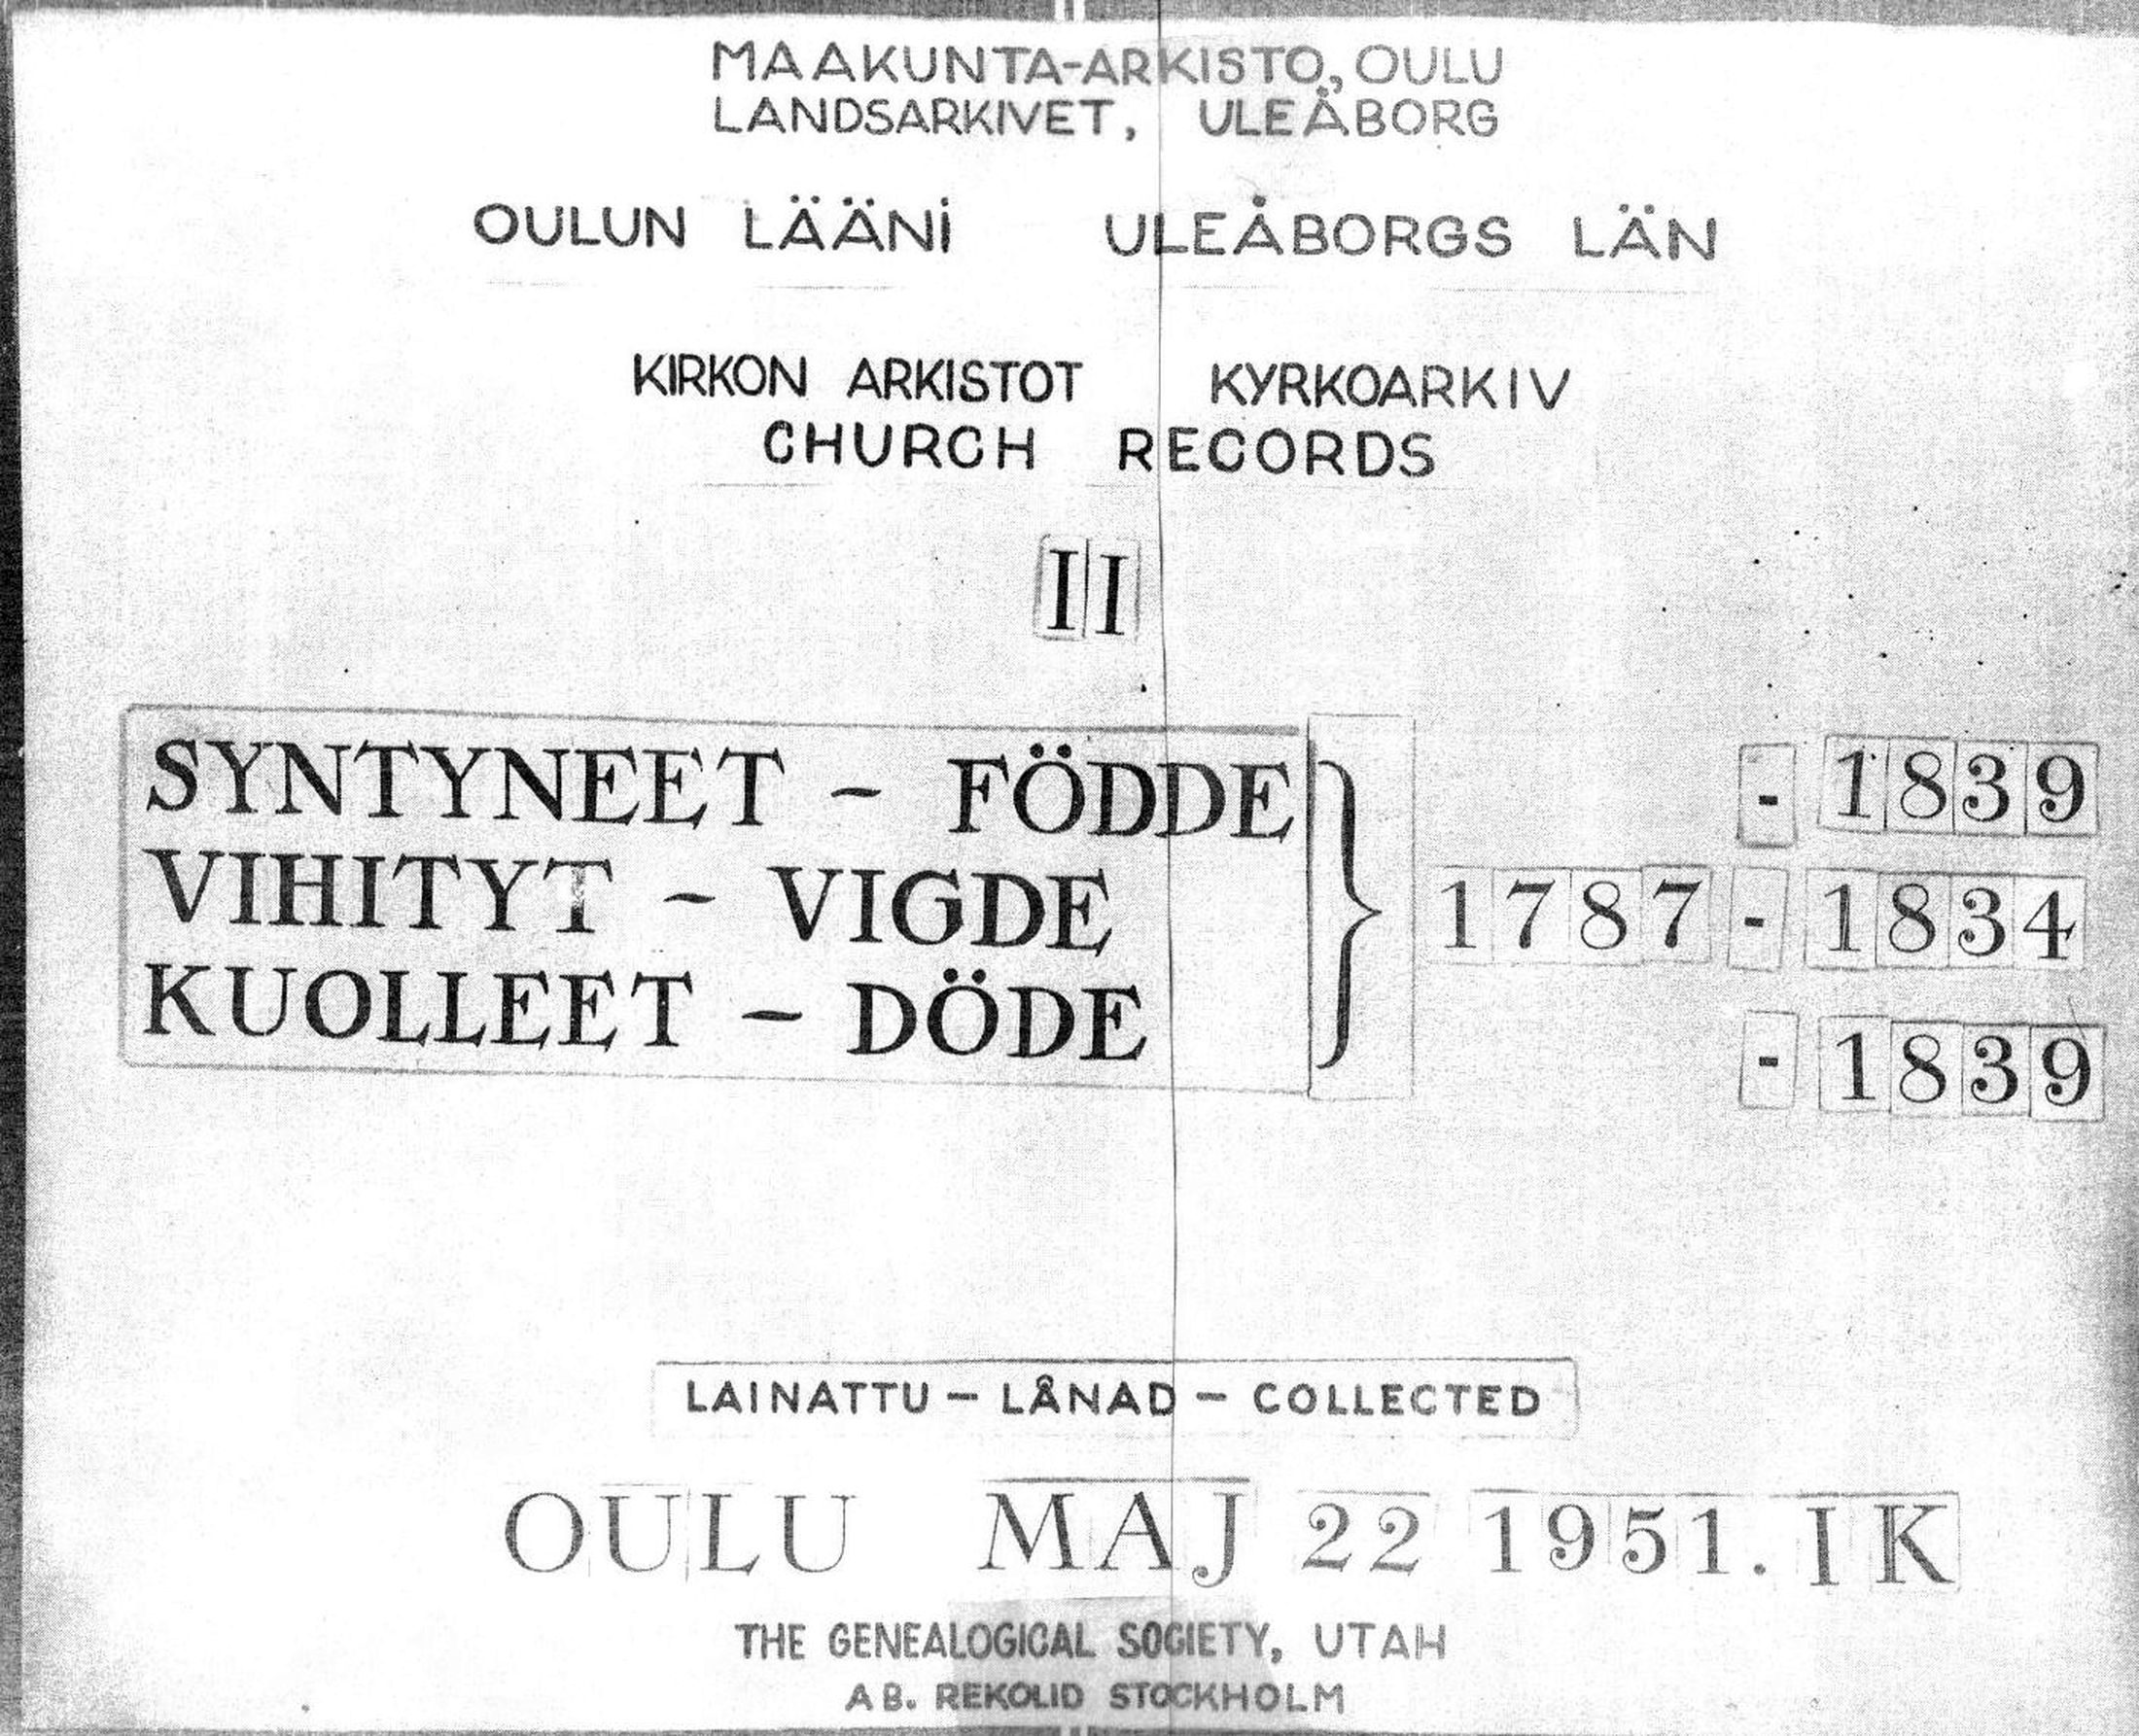 MAAKUNTA-ARKISTO, OULU
LANDSARKIVET, ULEÅBORG
OULUN LÄÄNI ULEÅBORGS LÄN
KIRKON ARKISTOT KYRKOARKIV
CHURCH RECORDS
II
SYNTYNEET - FÖDDE - 1839
VIHITYT - VIGDE } 1787 - 1834
KUOLLEET - DÖDE - 1839
LAINATTU - LÅNAD - COLLECTED
OULU MAJ 22 1951. IK
THE GENEALOGICAL SOCIETY, UTAH
AB. REKOLID STOCKHOLM